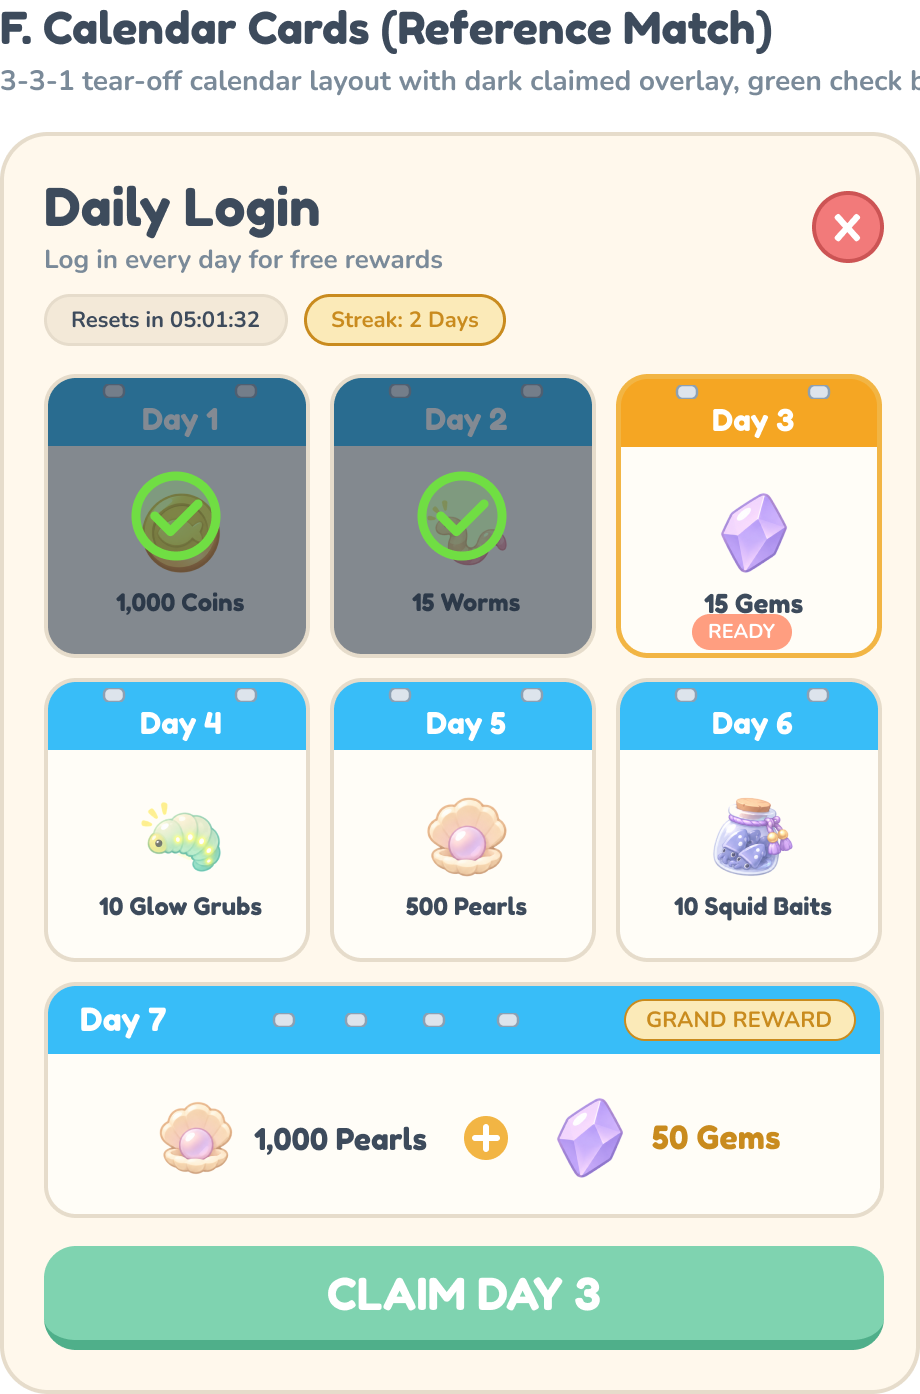 F. Calendar Cards (Reference Match)
3-3-1 tear-off calendar layout with dark claimed overlay, green check
Daily Login
Log in every day for free rewards
Resets in 05:01:32
Streak: 2 Days
Day 1
Day 2
Day 3
1,000 Coins
15 Worms
15 Gems
READY
Day 4
Day 5
Day 6
10 Glow Grubs
500 Pearls
10 Squid Baits
Day 7
GRAND REWARD
1,000 Pearls
50 Gems
CLAIM DAY 3